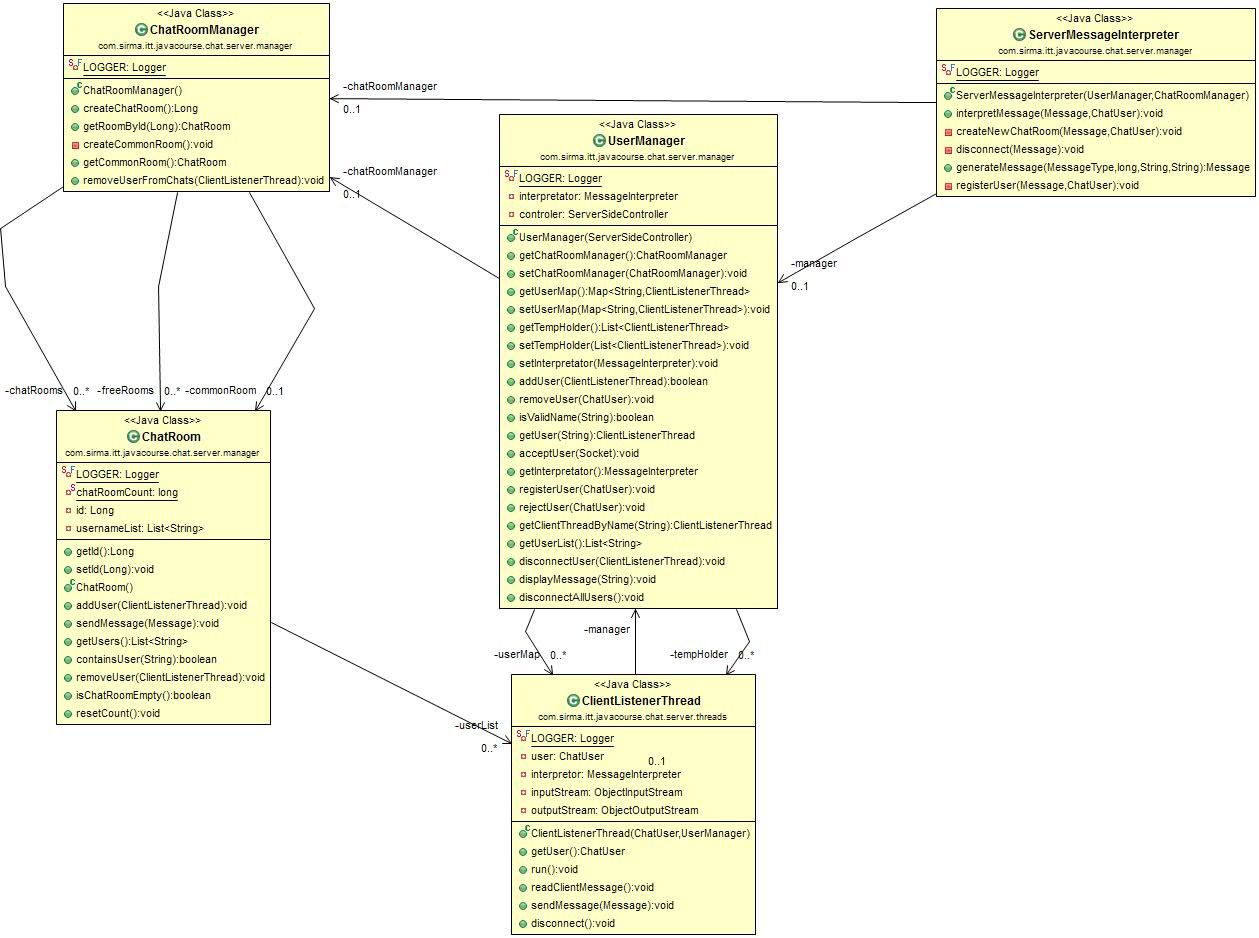 <<Java Class>>
ChatRoomManager
com.sirma.itt.javacourse.chat.server.manager
LOGGER: Logger
ChatRoomManager()
createChatRoom():Long
getRoomById(Long):ChatRoom
createCommonRoom():void
getCommonRoom():ChatRoom
removeUserFromChats(ClientListenerThread):void
<<Java Class>>
ServerMessageInterpreter
com.sirma.itt.javacourse.chat.server.manager
LOGGER: Logger
ServerMessageInterpreter(UserManager,ChatRoomManager)
interpretMessage(Message,ChatUser):void
createNewChatRoom(Message,ChatUser):void
disconnect(Message):void
generateMessage(MessageType,long,String,String):Message
registerUser(Message,ChatUser):void
-chatRoomManager
0..1
-chatRoomManager
0..1
-manager
0..1
<<Java Class>>
UserManager
com.sirma.itt.javacourse.chat.server.manager
LOGGER: Logger
interpretator: MessageInterpreter
controler: ServerSideController
UserManager(ServerSideController)
getChatRoomManager():ChatRoomManager
setChatRoomManager(ChatRoomManager):void
getUserMap():Map<String,ClientListenerThread>
setUserMap(Map<String,ClientListenerThread>):void
getTempHolder():List<ClientListenerThread>
setTempHolder(List<ClientListenerThread>):void
setInterpretator(MessageInterpreter):void
addUser(ClientListenerThread):boolean
removeUser(ChatUser):void
isValidName(String):boolean
getUser(String):ClientListenerThread
acceptUser(Socket):void
getInterpretator():MessageInterpreter
registerUser(ChatUser):void
rejectUser(ChatUser):void
getClientThreadByName(String):ClientListenerThread
getUserList():List<String>
disconnectUser(ClientListenerThread):void
displayMessage(String):void
disconnectAllUsers():void
-chatRooms 0..* -freeRooms 0..* -commonRoom 0..1
<<Java Class>>
ChatRoom
com.sirma.itt.javacourse.chat.server.manager
LOGGER: Logger
chatRoomCount: long
id: Long
usernameList: List<String>
getId():Long
setId(Long):void
ChatRoom()
addUser(ClientListenerThread):void
sendMessage(Message):void
getUsers():List<String>
containsUser(String):boolean
removeUser(ClientListenerThread):void
isChatRoomEmpty():boolean
resetCount():void
-manager
-userMap 0..* -tempHolder 0..*
-userList
0..*
<<Java Class>>
ClientListenerThread
com.sirma.itt.javacourse.chat.server.threads
LOGGER: Logger
user: ChatUser
0..1
interpretor: MessageInterpreter
inputStream: ObjectInputStream
outputStream: ObjectOutputStream
ClientListenerThread(ChatUser,UserManager)
getUser():ChatUser
run():void
readClientMessage():void
sendMessage(Message):void
disconnect():void